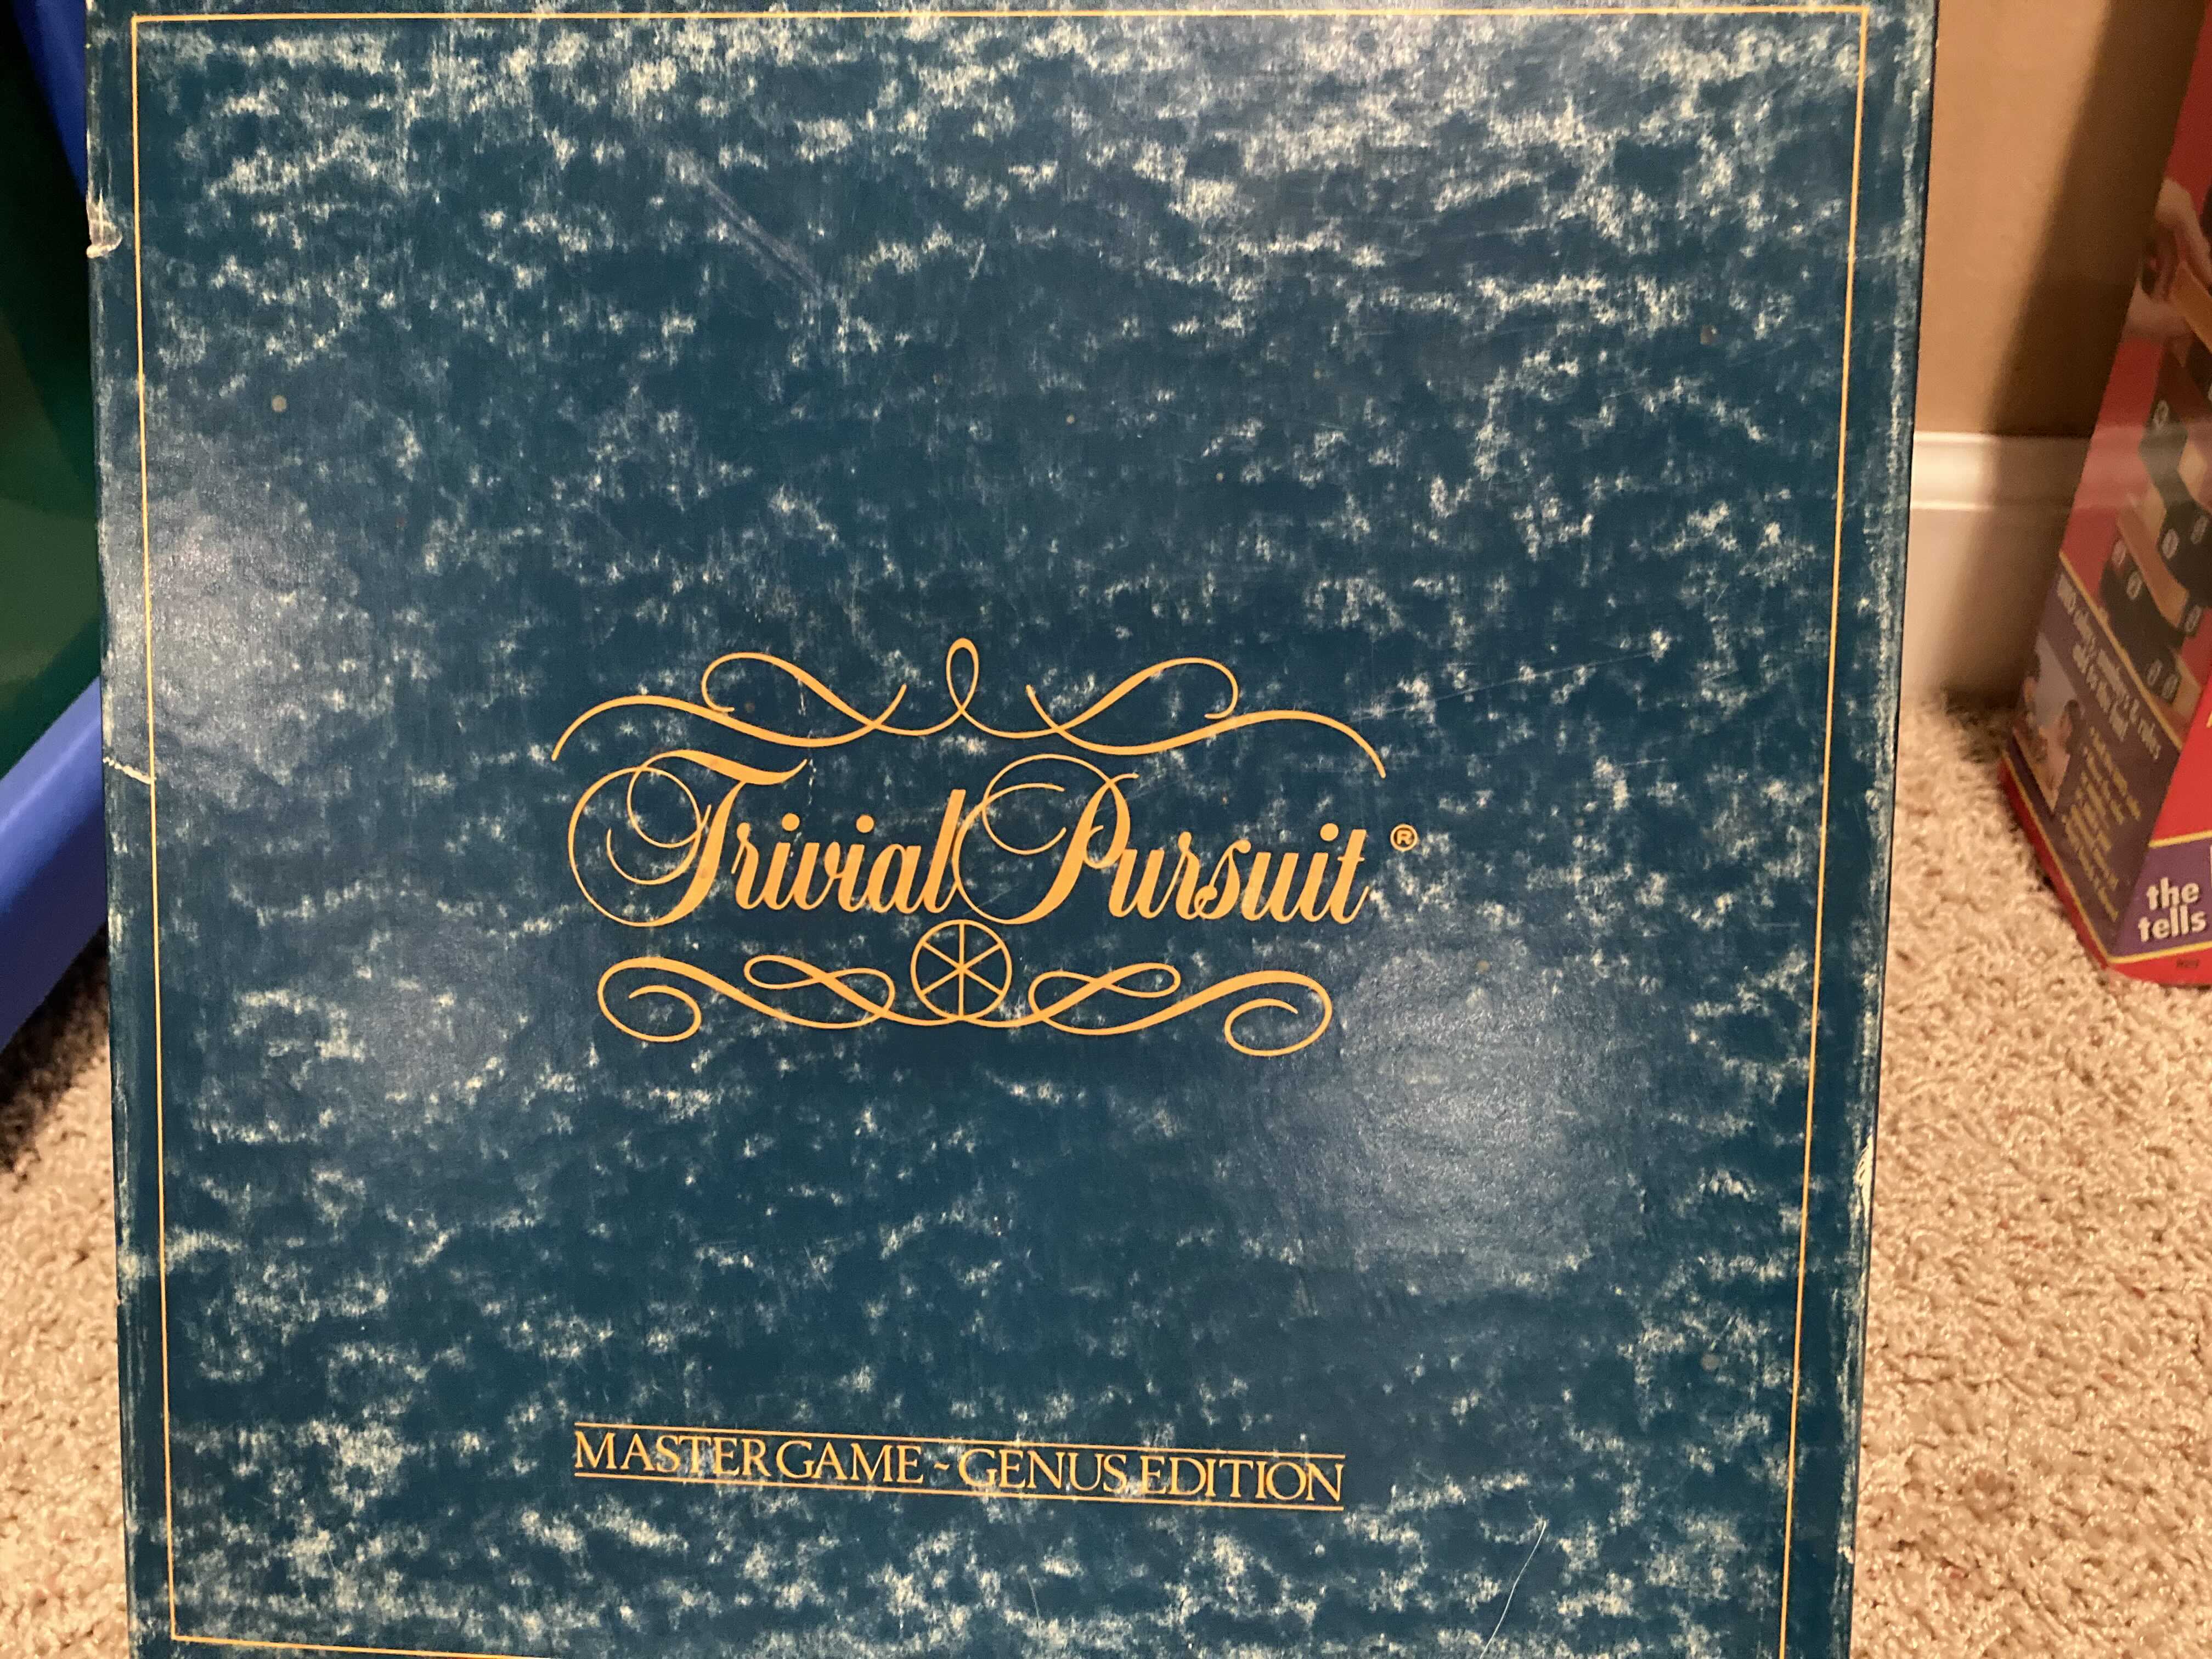 Trivial Pursuit ®
MASTER GAME ~ GENUS EDITION
the
tells